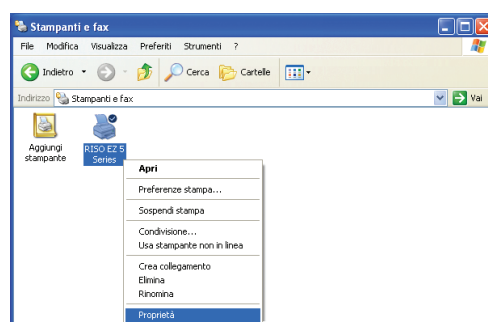 Stampanti e fax
File Modifica Visualizza Preferiti Strumenti ?
Indietro Cerca Cartelle
Indirizzo Stampanti e fax Vai
Aggiungi
stampante
RISO EZ 5
Series
Apri
Preferenze stampa...
Sospendi stampa
Condivisione...
Usa stampante non in linea
Crea collegamento
Elimina
Rinomina
Proprietà